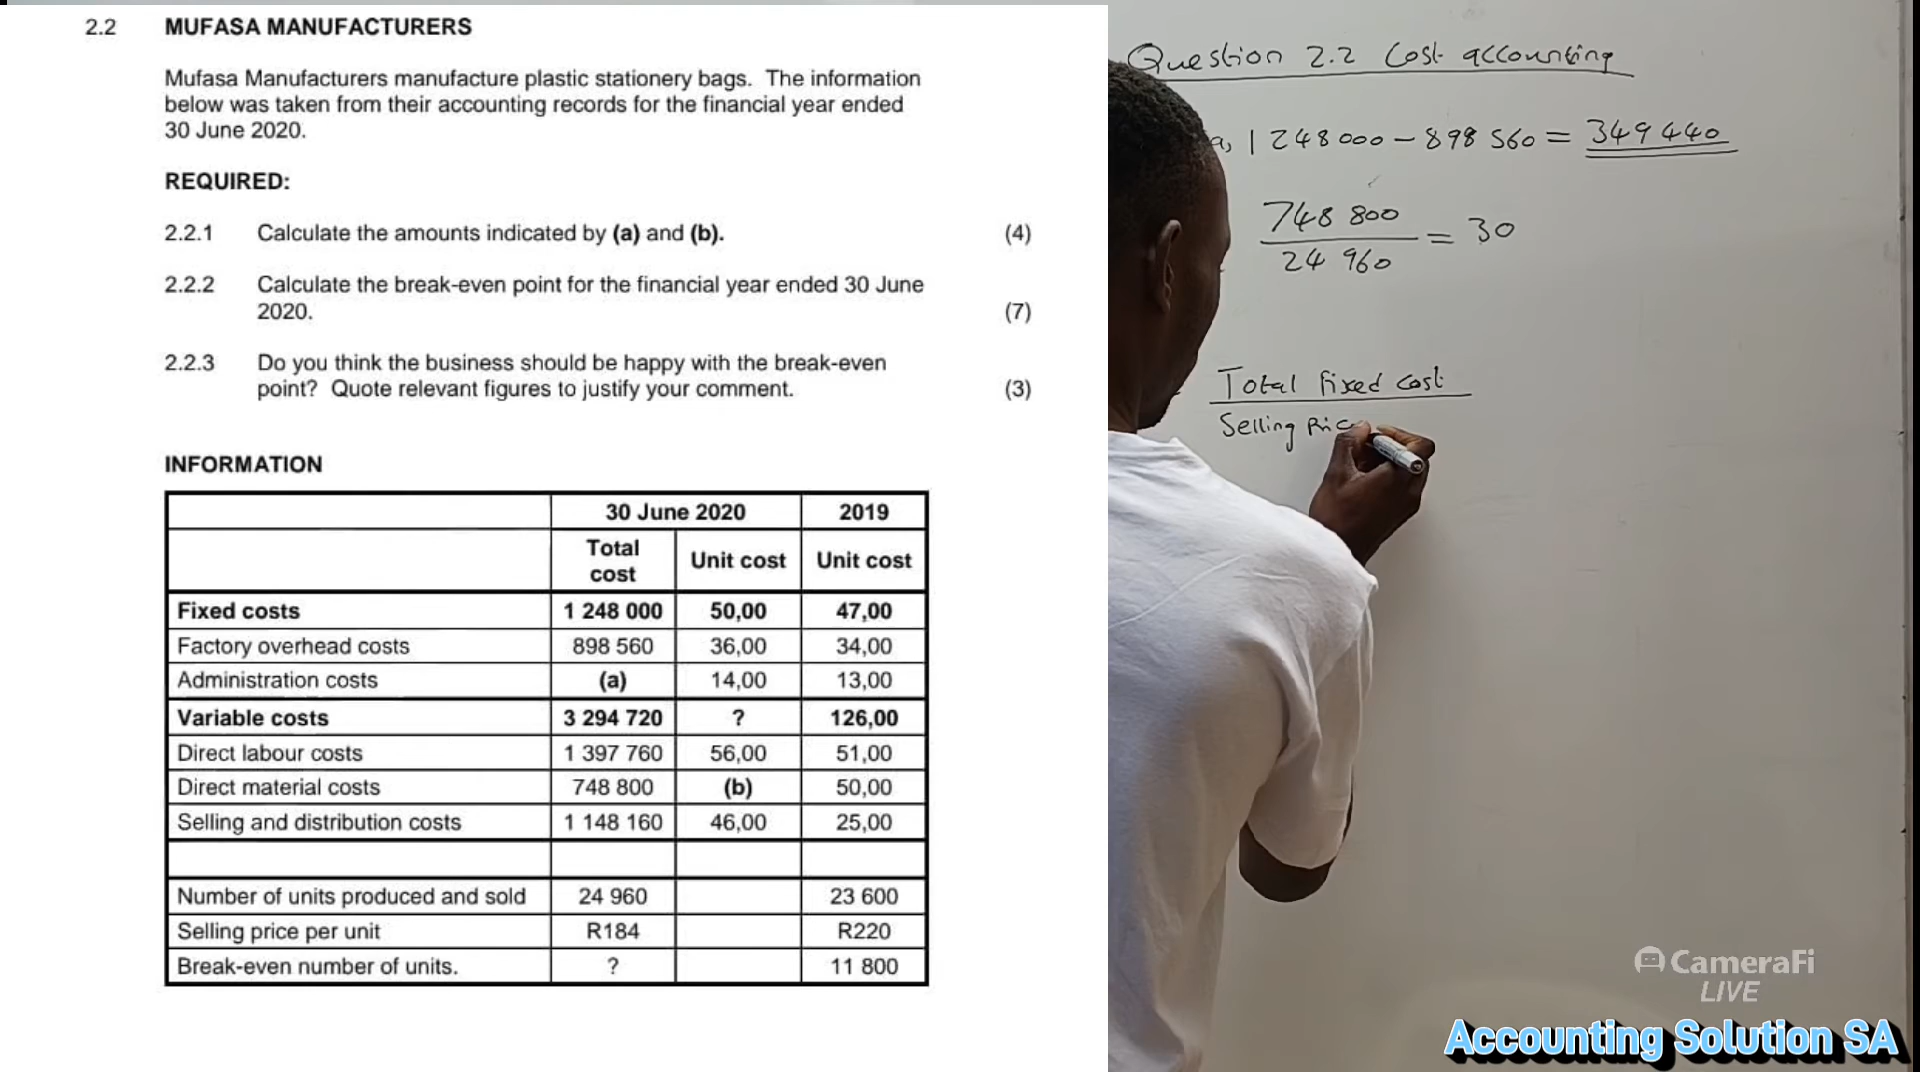 2.2 MUFASA MANUFACTURERS
Mufasa Manufacturers manufacture plastic stationery bags. The information
below was taken from their accounting records for the financial year ended
30 June 2020.
REQUIRED:
2.2.1 Calculate the amounts indicated by (a) and (b). (4)
2.2.2 Calculate the break-even point for the financial year ended 30 June
2020. (7)
2.2.3 Do you think the business should be happy with the break-even
point? Quote relevant figures to justify your comment. (3)
INFORMATION
30 June 2020 2019
Total cost Unit cost Unit cost
Fixed costs 1 248 000 50,00 47,00
Factory overhead costs 898 560 36,00 34,00
Administration costs (a) 14,00 13,00
Variable costs 3 294 720 ? 126,00
Direct labour costs 1 397 760 56,00 51,00
Direct material costs 748 800 (b) 50,00
Selling and distribution costs 1 148 160 46,00 25,00
Number of units produced and sold 24 960 23 600
Selling price per unit R184 R220
Break-even number of units. ? 11 800
Question 2.2 Cost accounting
a, 1 248 000 - 898 560 = 349 440
748 800
= 30
24 960
Total fixed cost
Selling Pric
CameraFi
LIVE
Accounting Solution SA